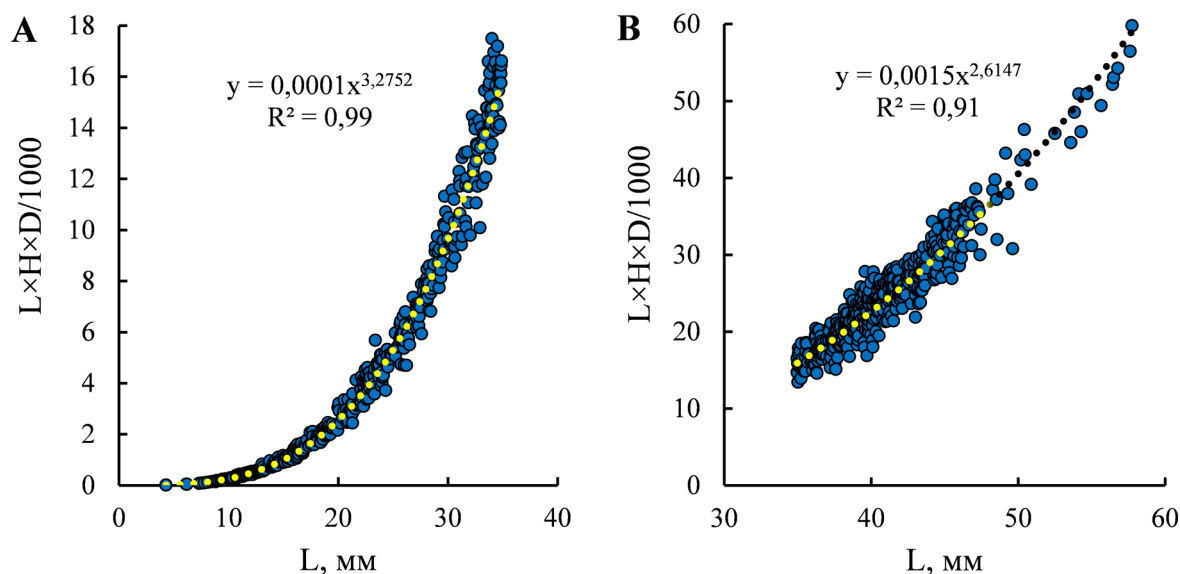 A
y = 0,0001x^3,2752
R² = 0,99
L×H×D/1000
18
16
14
12
10
8
6
4
2
0
0 10 20 30 40
L, мм
B
y = 0,0015x^2,6147
R² = 0,91
L×H×D/1000
60
50
40
30
20
10
0
30 40 50 60
L, мм